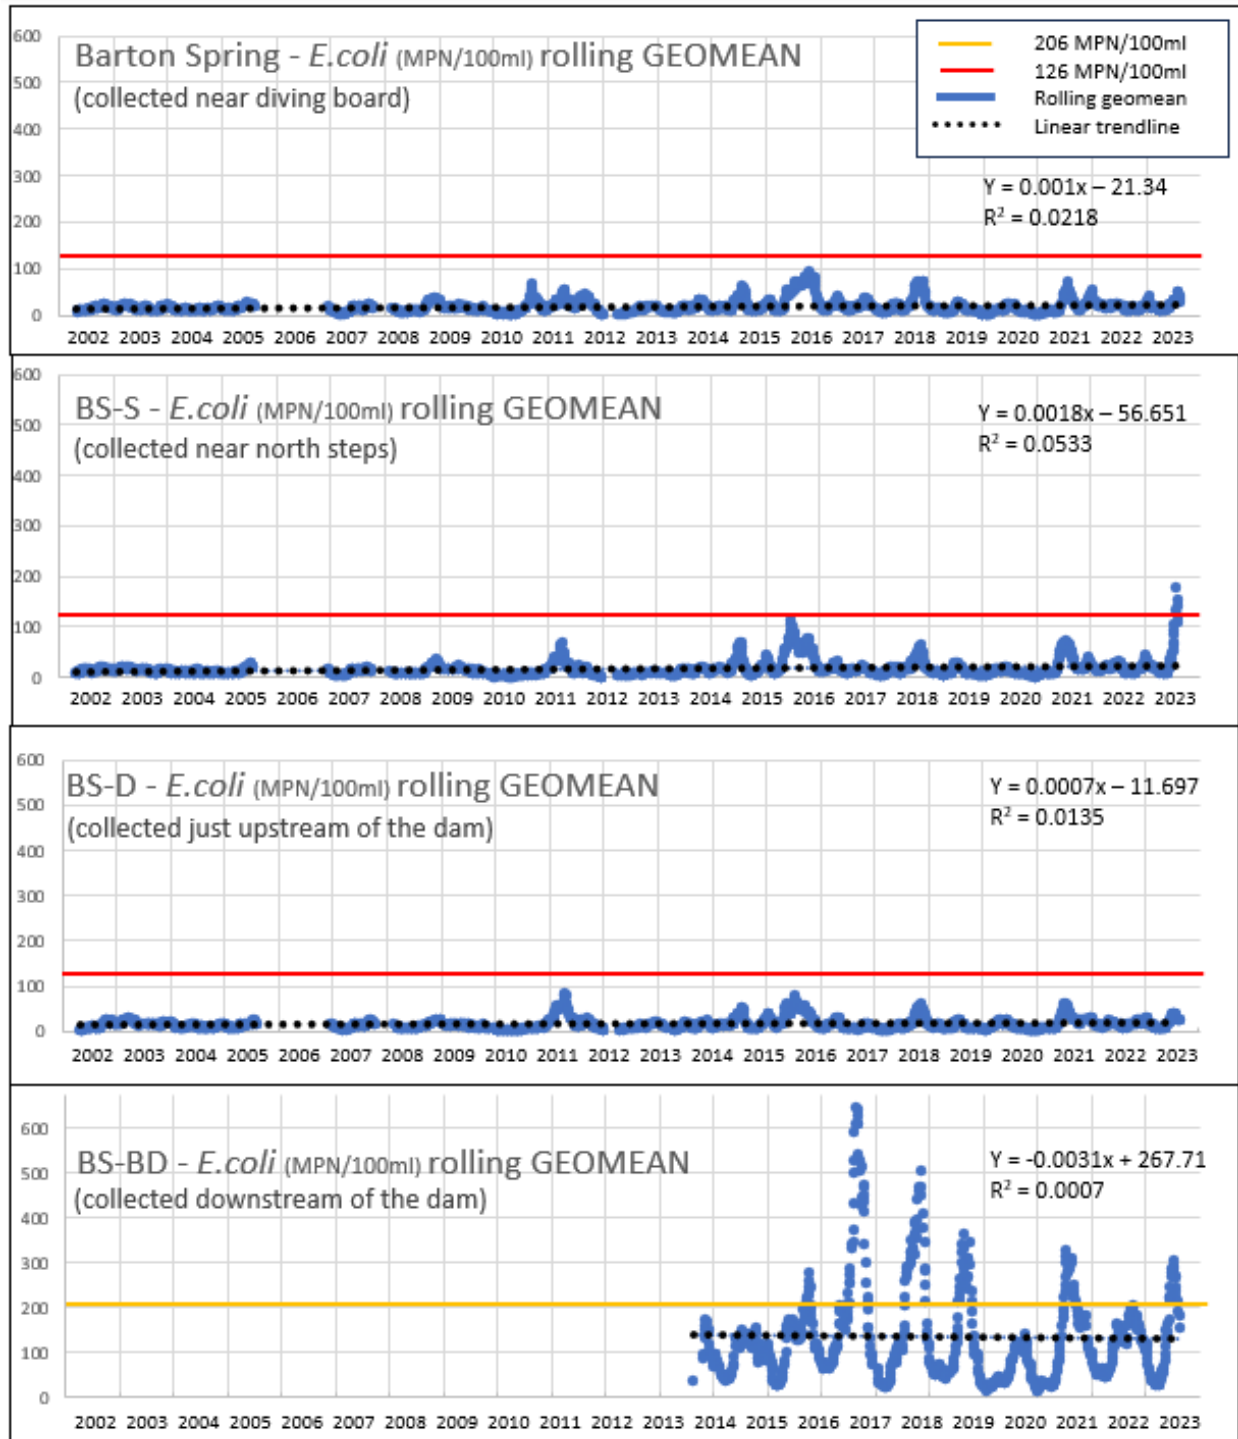 600
500
400
300
200
100
0
Barton Spring - E.coli (MPN/100ml) rolling GEOMEAN
(collected near diving board)
206 MPN/100ml
126 MPN/100ml
Rolling geomean
Linear trendline
Y = 0.001x – 21.34
R² = 0.0218
2002 2003 2004 2005 2006 2007 2008 2009 2010 2011 2012 2013 2014 2015 2016 2017 2018 2019 2020 2021 2022 2023
600
500
400
300
200
100
0
BS-S - E.coli (MPN/100ml) rolling GEOMEAN
(collected near north steps)
Y = 0.0018x – 56.651
R² = 0.0533
2002 2003 2004 2005 2006 2007 2008 2009 2010 2011 2012 2013 2014 2015 2016 2017 2018 2019 2020 2021 2022 2023
600
500
400
300
200
100
0
BS-D - E.coli (MPN/100ml) rolling GEOMEAN
(collected just upstream of the dam)
Y = 0.0007x – 11.697
R² = 0.0135
2002 2003 2004 2005 2006 2007 2008 2009 2010 2011 2012 2013 2014 2015 2016 2017 2018 2019 2020 2021 2022 2023
600
500
400
300
200
100
0
BS-BD - E.coli (MPN/100ml) rolling GEOMEAN
(collected downstream of the dam)
Y = -0.0031x + 267.71
R² = 0.0007
2002 2003 2004 2005 2006 2007 2008 2009 2010 2011 2012 2013 2014 2015 2016 2017 2018 2019 2020 2021 2022 2023